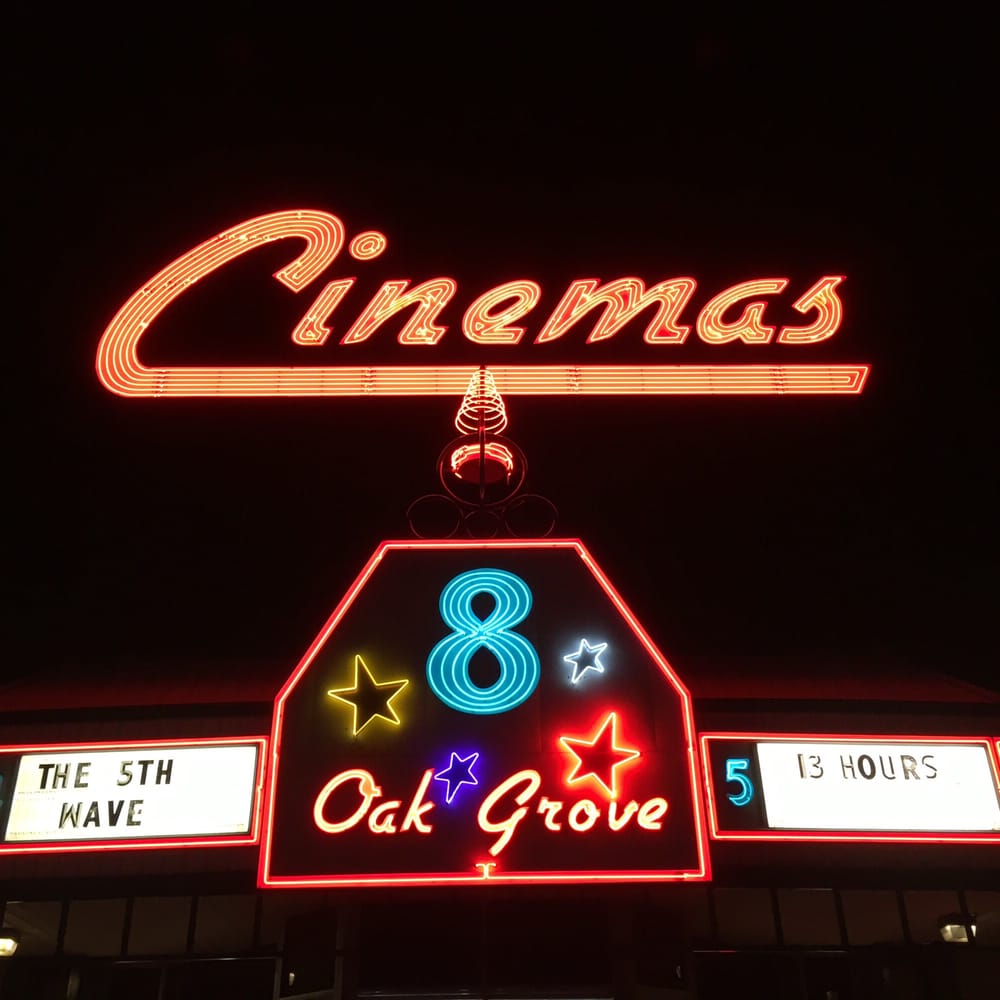 Cinemas
8
Oak Grove
THE 5TH
WAVE
5
13 HOURS